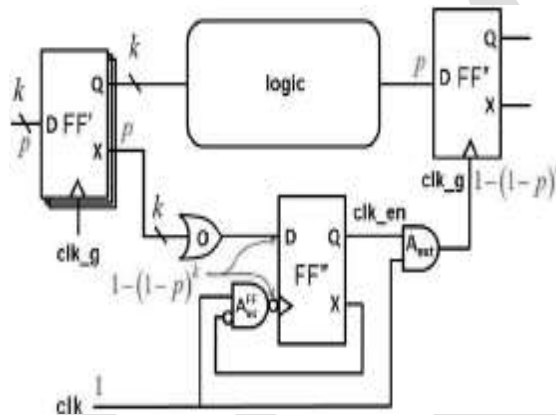 k
k
Q
logic
p
Q
D FF"
X
k
p
D FF'
Q
X
p
clk_g
k
O
clk_g
1-(1-p)
clk_en
D
Q
FF"'
X
1-(1-p)^k
clk
1